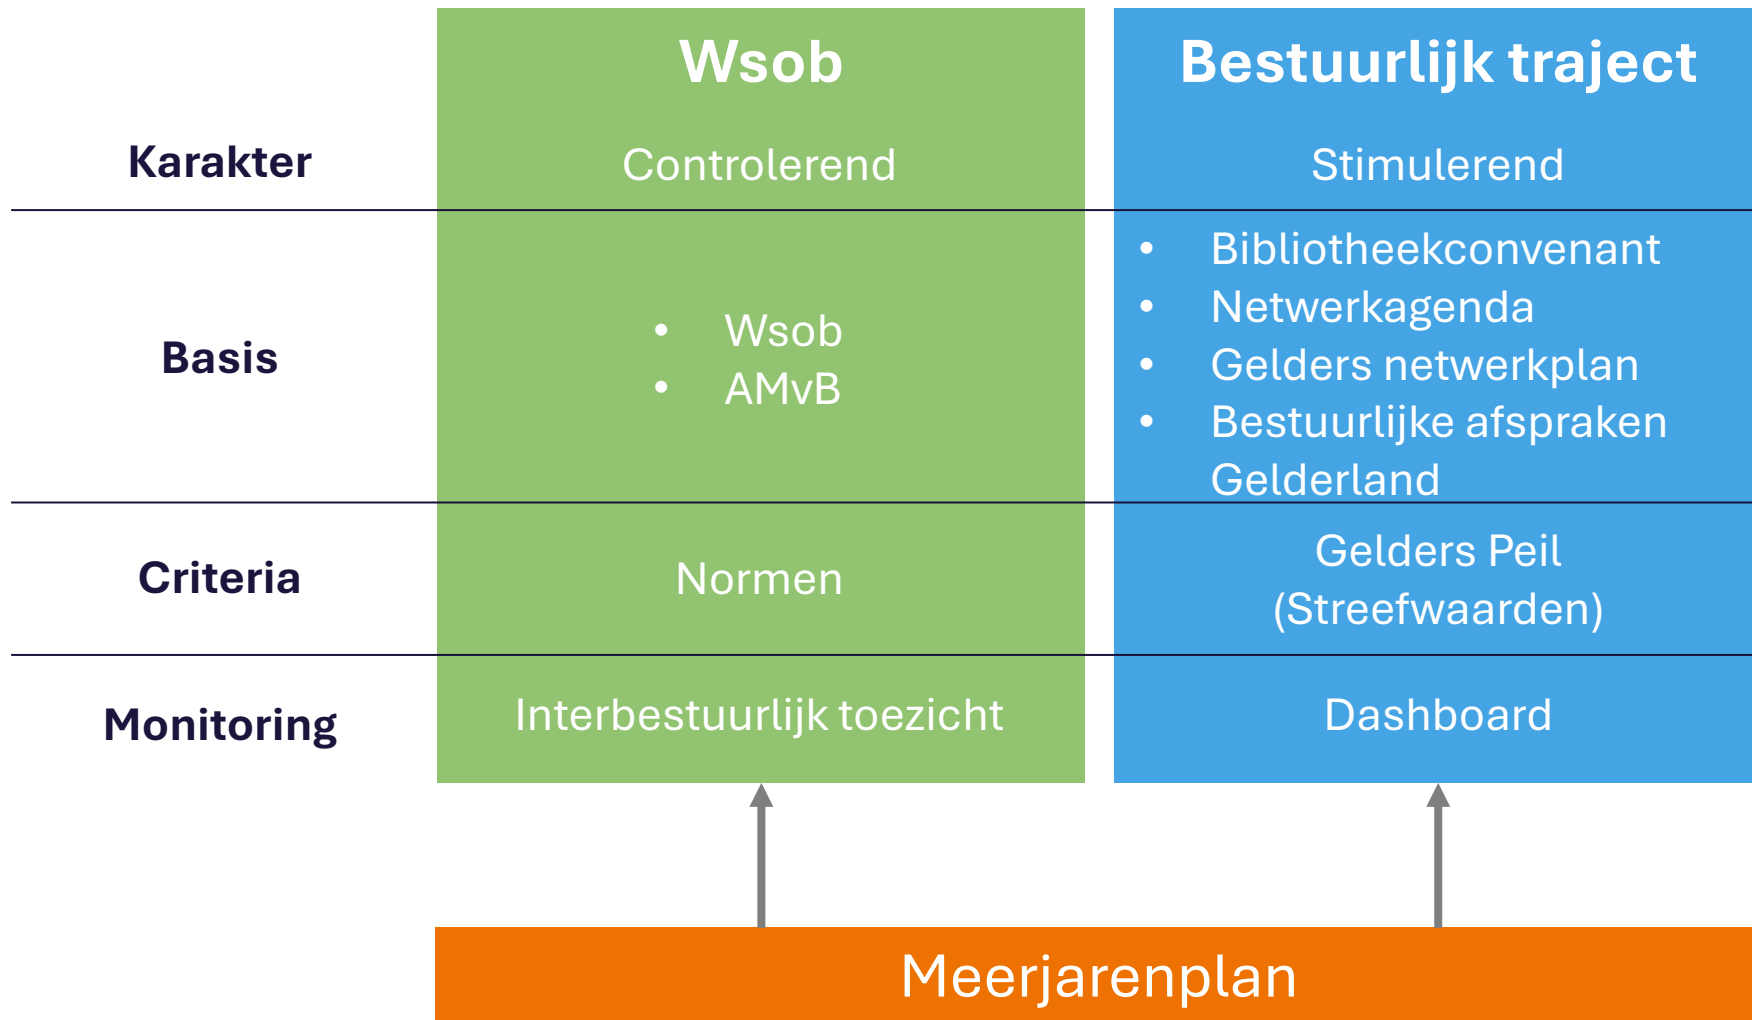 Wsob
Bestuurlijk traject
Karakter
Controlerend
Stimulerend
Basis
• Wsob
• AMvB
• Bibliotheekconvenant
• Netwerkagenda
• Gelders netwerkplan
• Bestuurlijke afspraken
Gelderland
Criteria
Normen
Gelders Peil
(Streefwaarden)
Monitoring
Interbestuurlijk toezicht
Dashboard
Meerjarenplan